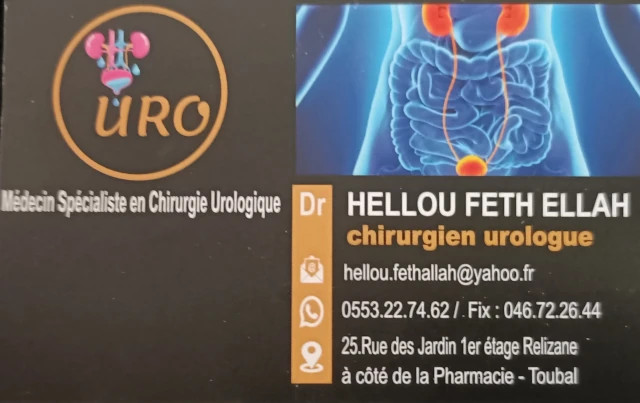 URO
Médecin Spécialiste en Chirurgie Urologique
Dr HELLOU FETH ELLAH
chirurgien urologue
hellou.fethallah@yahoo.fr
0553.22.74.62 / Fix : 046.72.26.44
25.Rue des Jardin 1er étage Relizane
à côté de la Pharmacie - Toubal